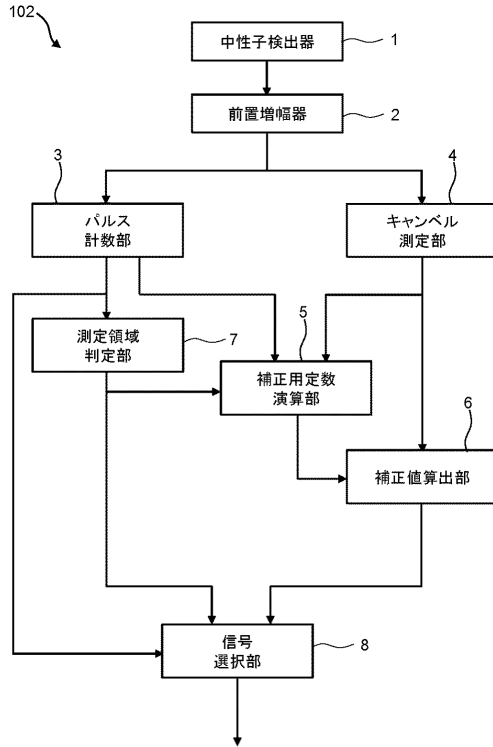 102
中性子検出器
1
前置増幅器
2
3
パルス
計数部
4
キャンベル
測定部
測定領域
判定部
7
5
補正用定数
演算部
6
補正値算出部
信号
選択部
8